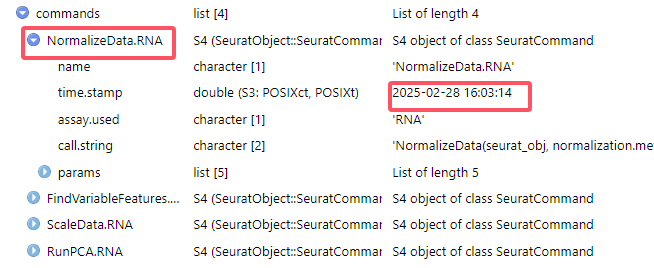 commands list [4] List of length 4
NormalizeData.RNA S4 (SeuratObject::SeuratCommand S4 object of class SeuratCommand
name character [1] 'NormalizeData.RNA'
time.stamp double (S3: POSIXct, POSIXt) 2025-02-28 16:03:14
assay.used character [1] 'RNA'
call.string character [2] 'NormalizeData(seurat_obj, normalization.me
params list [5] List of length 5
FindVariableFeatures.... S4 (SeuratObject::SeuratCommar S4 object of class SeuratCommand
ScaleData.RNA S4 (SeuratObject::SeuratCommar S4 object of class SeuratCommand
RunPCA.RNA S4 (SeuratObject::SeuratCommar S4 object of class SeuratCommand